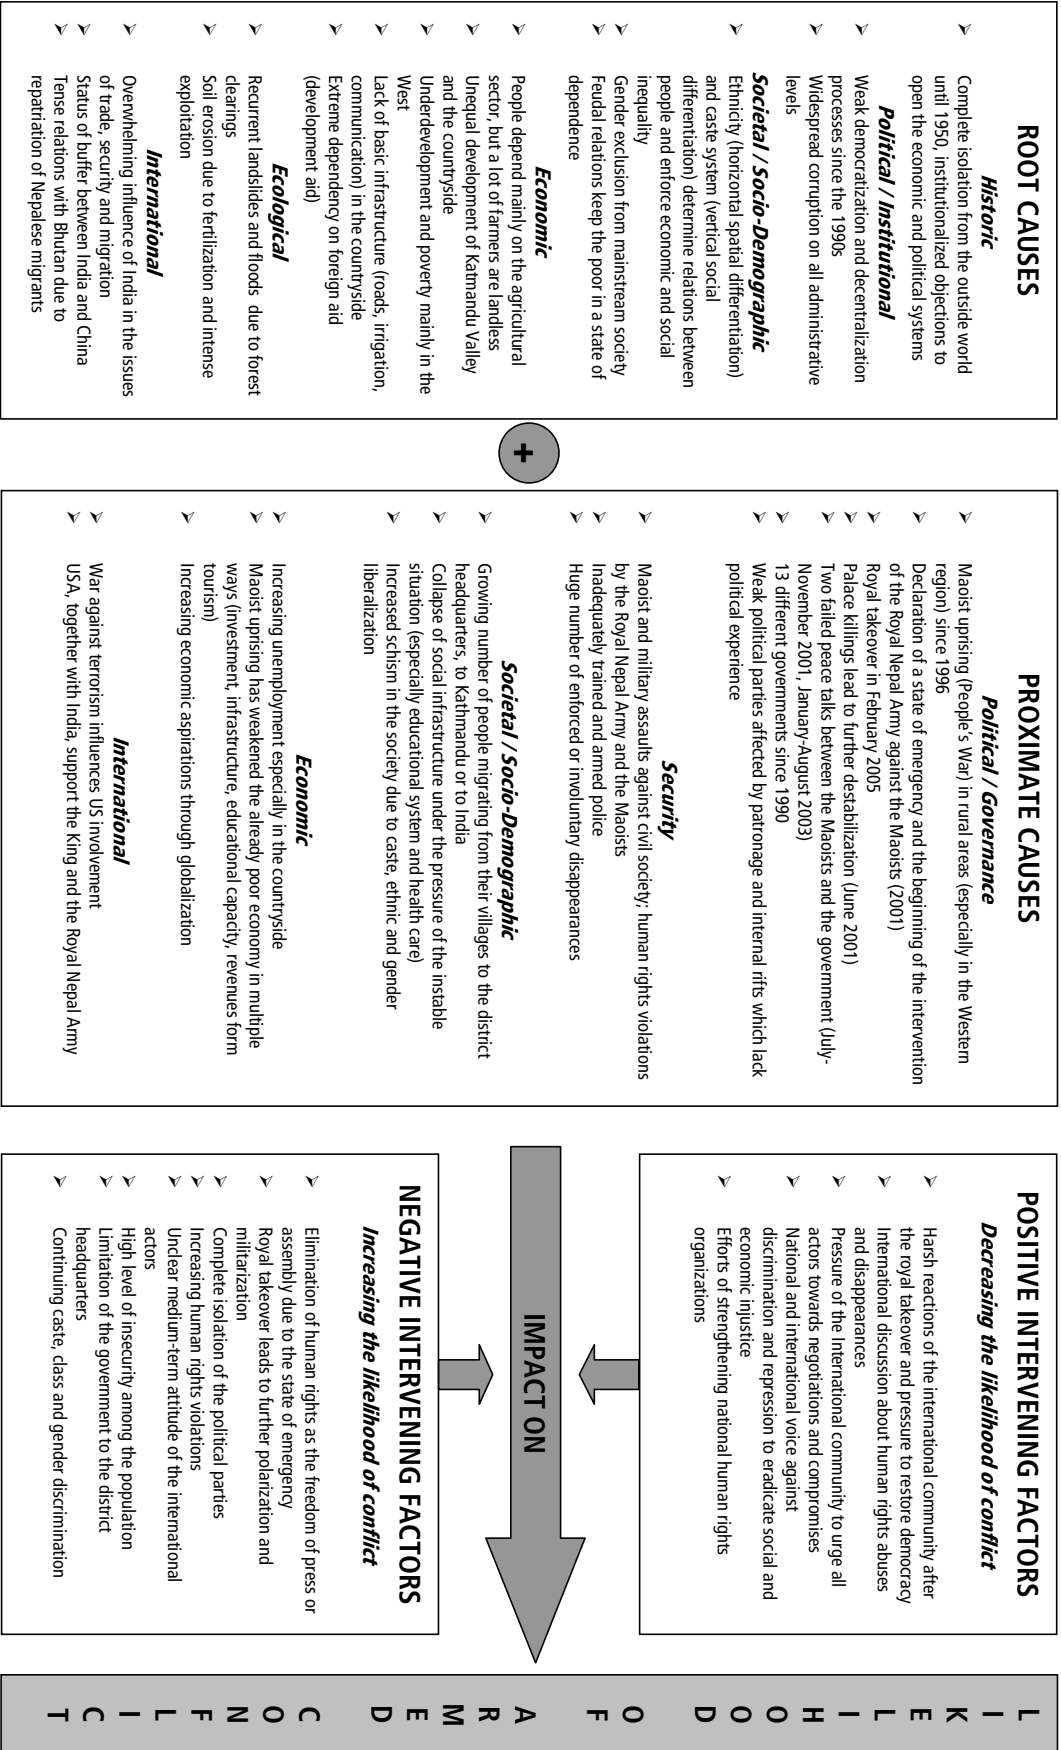 ROOT CAUSES
Historic
➢ Complete isolation from the outside world
until 1950, institutionalized objections to
open the economic and political systems
Political / Institutional
➢ Weak democratization and decentralization
processes since the 1990s
➢ Widespread corruption on all administrative
levels
Societal / Socio-Demographic
➢ Ethnicity (horizontal spatial differentiation)
and caste system (vertical social
differentiation) determine relations between
people and enforce economic and social
inequality
➢ Gender exclusion from mainstream society
➢ Feudal relations keep the poor in a state of
dependence
Economic
➢ People depend mainly on the agricultural
sector, but a lot of farmers are landless
➢ Unequal development of Katmandu Valley
and the countryside
➢ Underdevelopment and poverty mainly in the
West
➢ Lack of basic infrastructure (roads, irrigation,
communication) in the countryside
➢ Extreme dependency on foreign aid
(development aid)
Ecological
➢ Recurrent landslides and floods due to forest
clearings
➢ Soil erosion due to fertilization and intense
exploitation
International
➢ Overwhelming influence of India in the issues
of trade, security and migration
➢ Status of buffer between India and China
➢ Tense relations with Bhutan due to
repatriation of Nepalese migrants
+
PROXIMATE CAUSES
Political / Governance
➢ Maoist uprising (People's War) in rural areas (especially in the Western
region) since 1996
➢ Declaration of a state of emergency and the beginning of the intervention
of the Royal Nepal Army against the Maoists (2001)
➢ Royal takeover in February 2005
➢ Palace killings lead to further destabilization (June 2001)
➢ Two failed peace talks between the Maoists and the government (July-
November 2001, January-August 2003)
➢ 13 different governments since 1990
➢ Weak political parties affected by patronage and internal rifts which lack
political experience
Security
➢ Maoist and military assaults against civil society; human rights violations
by the Royal Nepal Army and the Maoists
➢ Inadequately trained and armed police
➢ Huge number of enforced or involuntary disappearances
Societal / Socio-Demographic
➢ Growing number of people migrating from their villages to the district
headquarters, to Kathmandu or to India
➢ Collapse of social infrastructure under the pressure of the instable
situation (especially educational system and health care)
➢ Increased schism in the society due to caste, ethnic and gender
liberalization
Economic
➢ Increasing unemployment especially in the countryside
➢ Maoist uprising has weakened the already poor economy in multiple
ways (investment, infrastructure, educational capacity, revenues form
tourism)
➢ Increasing economic aspirations through globalization
International
➢ War against terrorism influences US involvement
➢ USA, together with India, support the King and the Royal Nepal Army
POSITIVE INTERVENING FACTORS
Decreasing the likelihood of conflict
➢ Harsh reactions of the international community after
the royal takeover and pressure to restore democracy
➢ International discussion about human rights abuses
and disappearances
➢ Pressure of the International community to urge all
actors towards negotiations and compromises
➢ National and international voice against
discrimination and repression to eradicate social and
economic injustice
➢ Efforts of strengthening national human rights
organizations
IMPACT ON
NEGATIVE INTERVENING FACTORS
Increasing the likelihood of conflict
➢ Elimination of human rights as the freedom of press or
assembly due to the state of emergency
➢ Royal takeover leads to further polarization and
militarization
➢ Complete isolation of the political parties
➢ Increasing human rights violations
➢ Unclear medium-term attitude of the international
actors
➢ High level of insecurity among the population
➢ Limitation of the government to the district
headquarters
➢ Continuing caste, class and gender discrimination
LIKELIHOOD OF ARMED CONFLICT